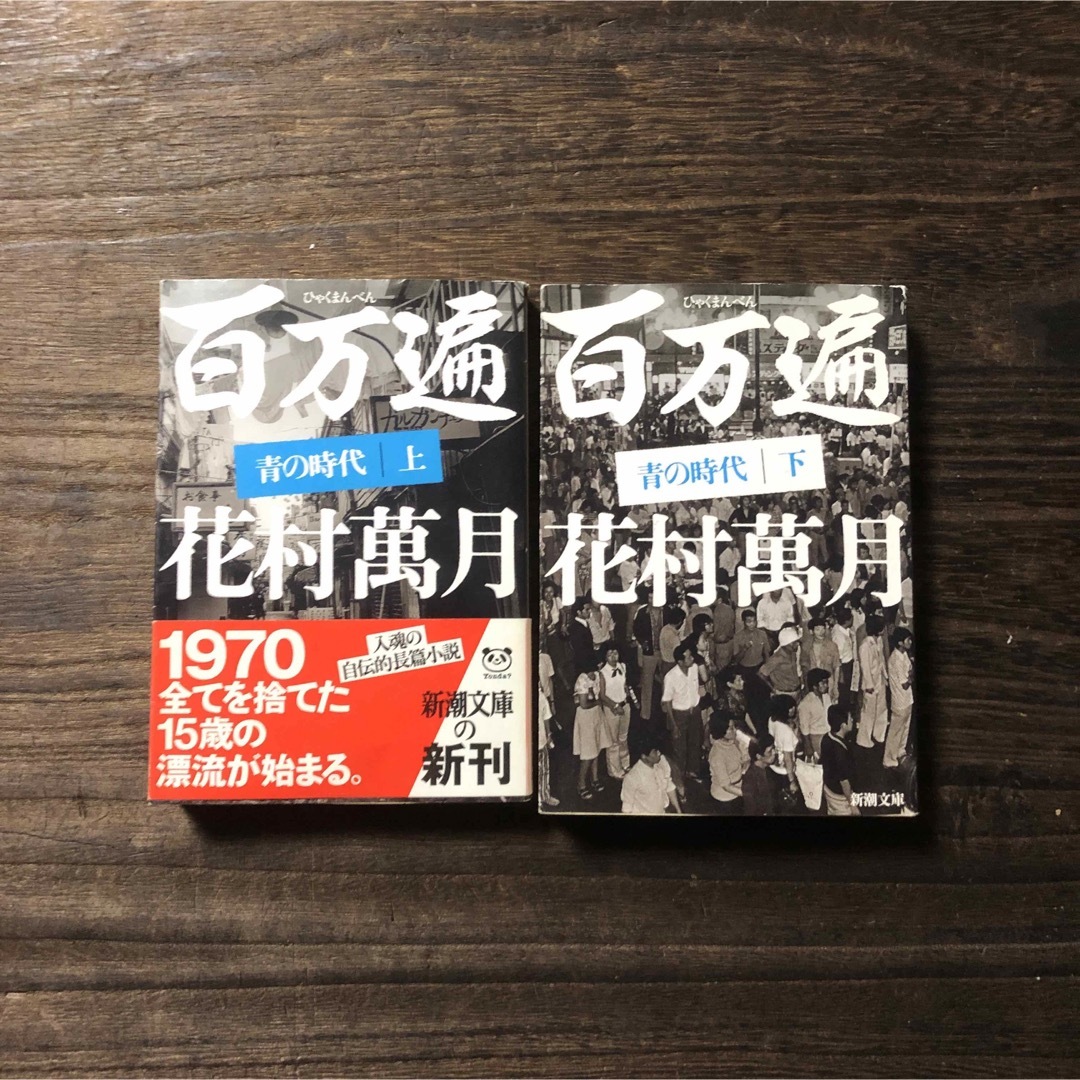 ひゃくまんべん
百万遍
青の時代 上
お食事
花村萬月
1970
全てを捨てた
15歳の
漂流が始まる。
入魂の
自伝的長篇小説
Yonda?
新潮文庫
の
新刊
ひゃくまんべん
百万遍
青の時代 下
花村萬月
新潮文庫